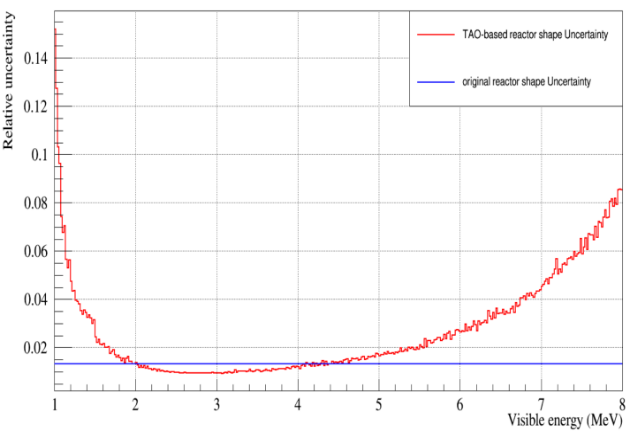 Relative uncertainty
0.14
0.12
0.1
0.08
0.06
0.04
0.02
TAO-based reactor shape Uncertainty
original reactor shape Uncertainty
1 2 3 4 5 6 7 8
Visible energy (MeV)